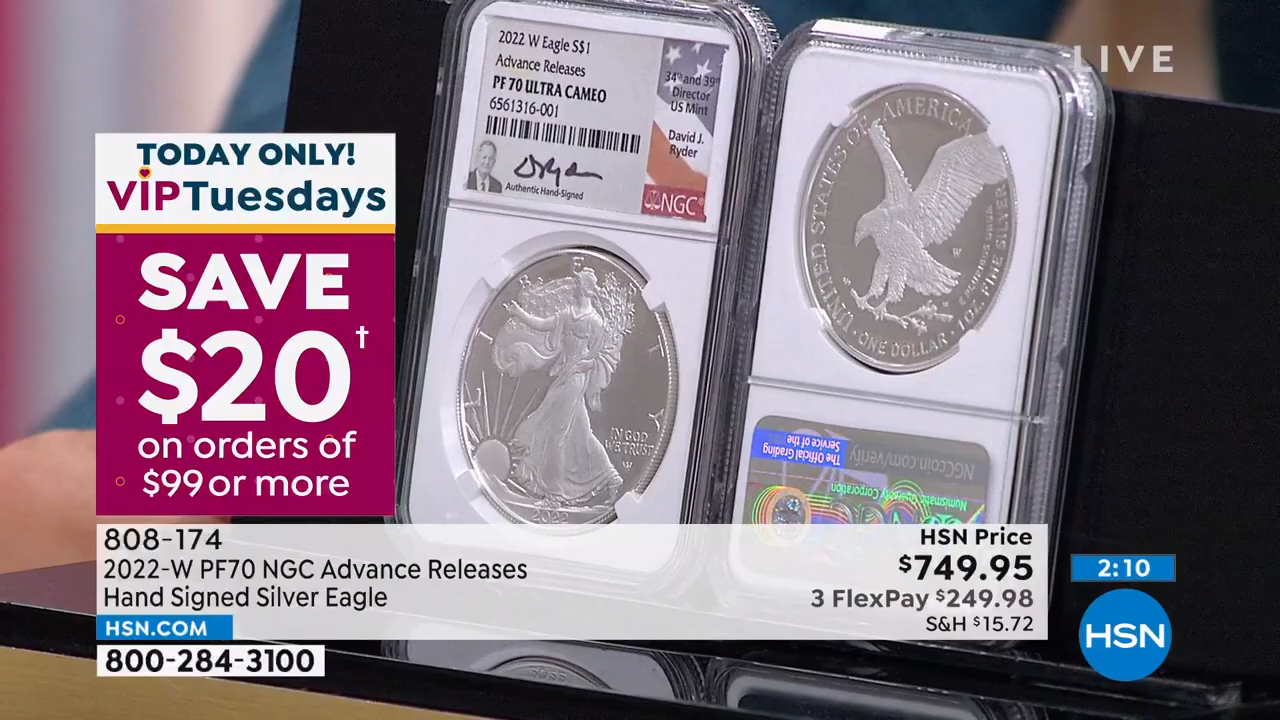 LIVE
2022 W Eagle S$1
Advance Releases
PF 70 ULTRA CAMEO
6561316-001
Authentic Hand-Signed
34th and 39th
Director
US Mint
David J.
Ryder
NGC
LIBERTY
IN GOD
WE TRUST
2022
UNITED STATES OF AMERICA
1 OZ. FINE SILVER · ONE DOLLAR
NGCcoin.com/verify
The Official Grading
Service of the
Numismatic Guaranty Corporation
TODAY ONLY!
VIPTuesdays
SAVE
$20†
on orders of
$99 or more
808-174
2022-W PF70 NGC Advance Releases
Hand Signed Silver Eagle
HSN.COM
800-284-3100
HSN Price
$749.95
3 FlexPay $249.98
S&H $15.72
2:10
HSN